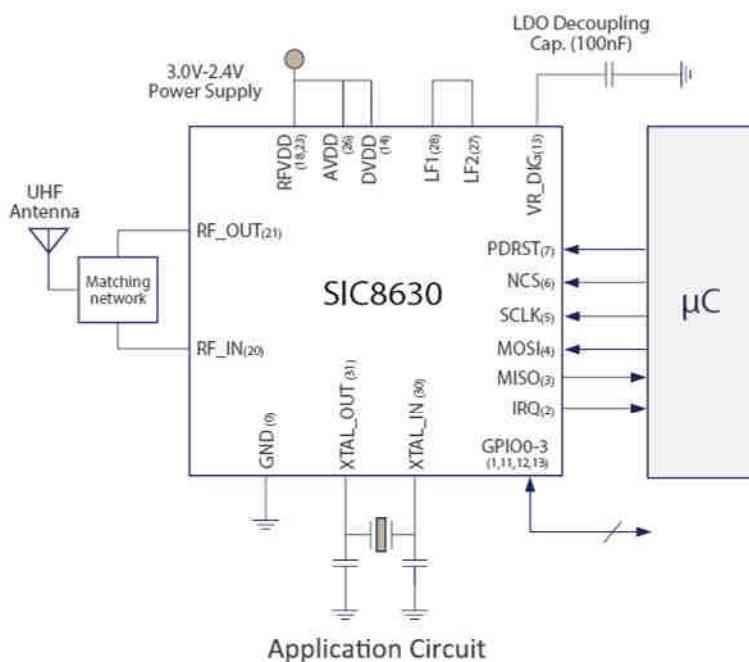 LDO Decoupling
Cap. (100nF)
3.0V-2.4V
Power Supply
RFVDD
(18,23)
AVDD
(26)
DVDD
(14)
LF1(28)
LF2(27)
VR_DIG(13)
UHF
Antenna
Matching
network
RF_OUT(21)
RF_IN(20)
SIC8630
PDRST(7)
NCS(6)
SCLK(5)
MOSI(4)
MISO(3)
IRQ(2)
GPIO0-3
(1,11,12,13)
µC
GND(0)
XTAL_OUT(31)
XTAL_IN(30)
Application Circuit